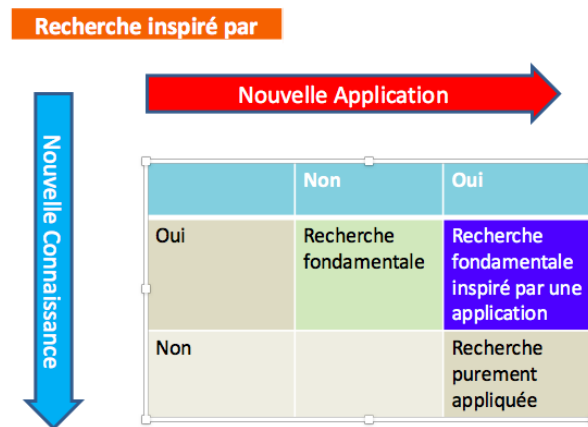 Recherche inspiré par
Nouvelle Application
Nouvelle Connaissance
Non
Oui
Oui
Recherche
fondamentale
Recherche
fondamentale
inspiré par une
application
Non
Recherche
purement
appliquée